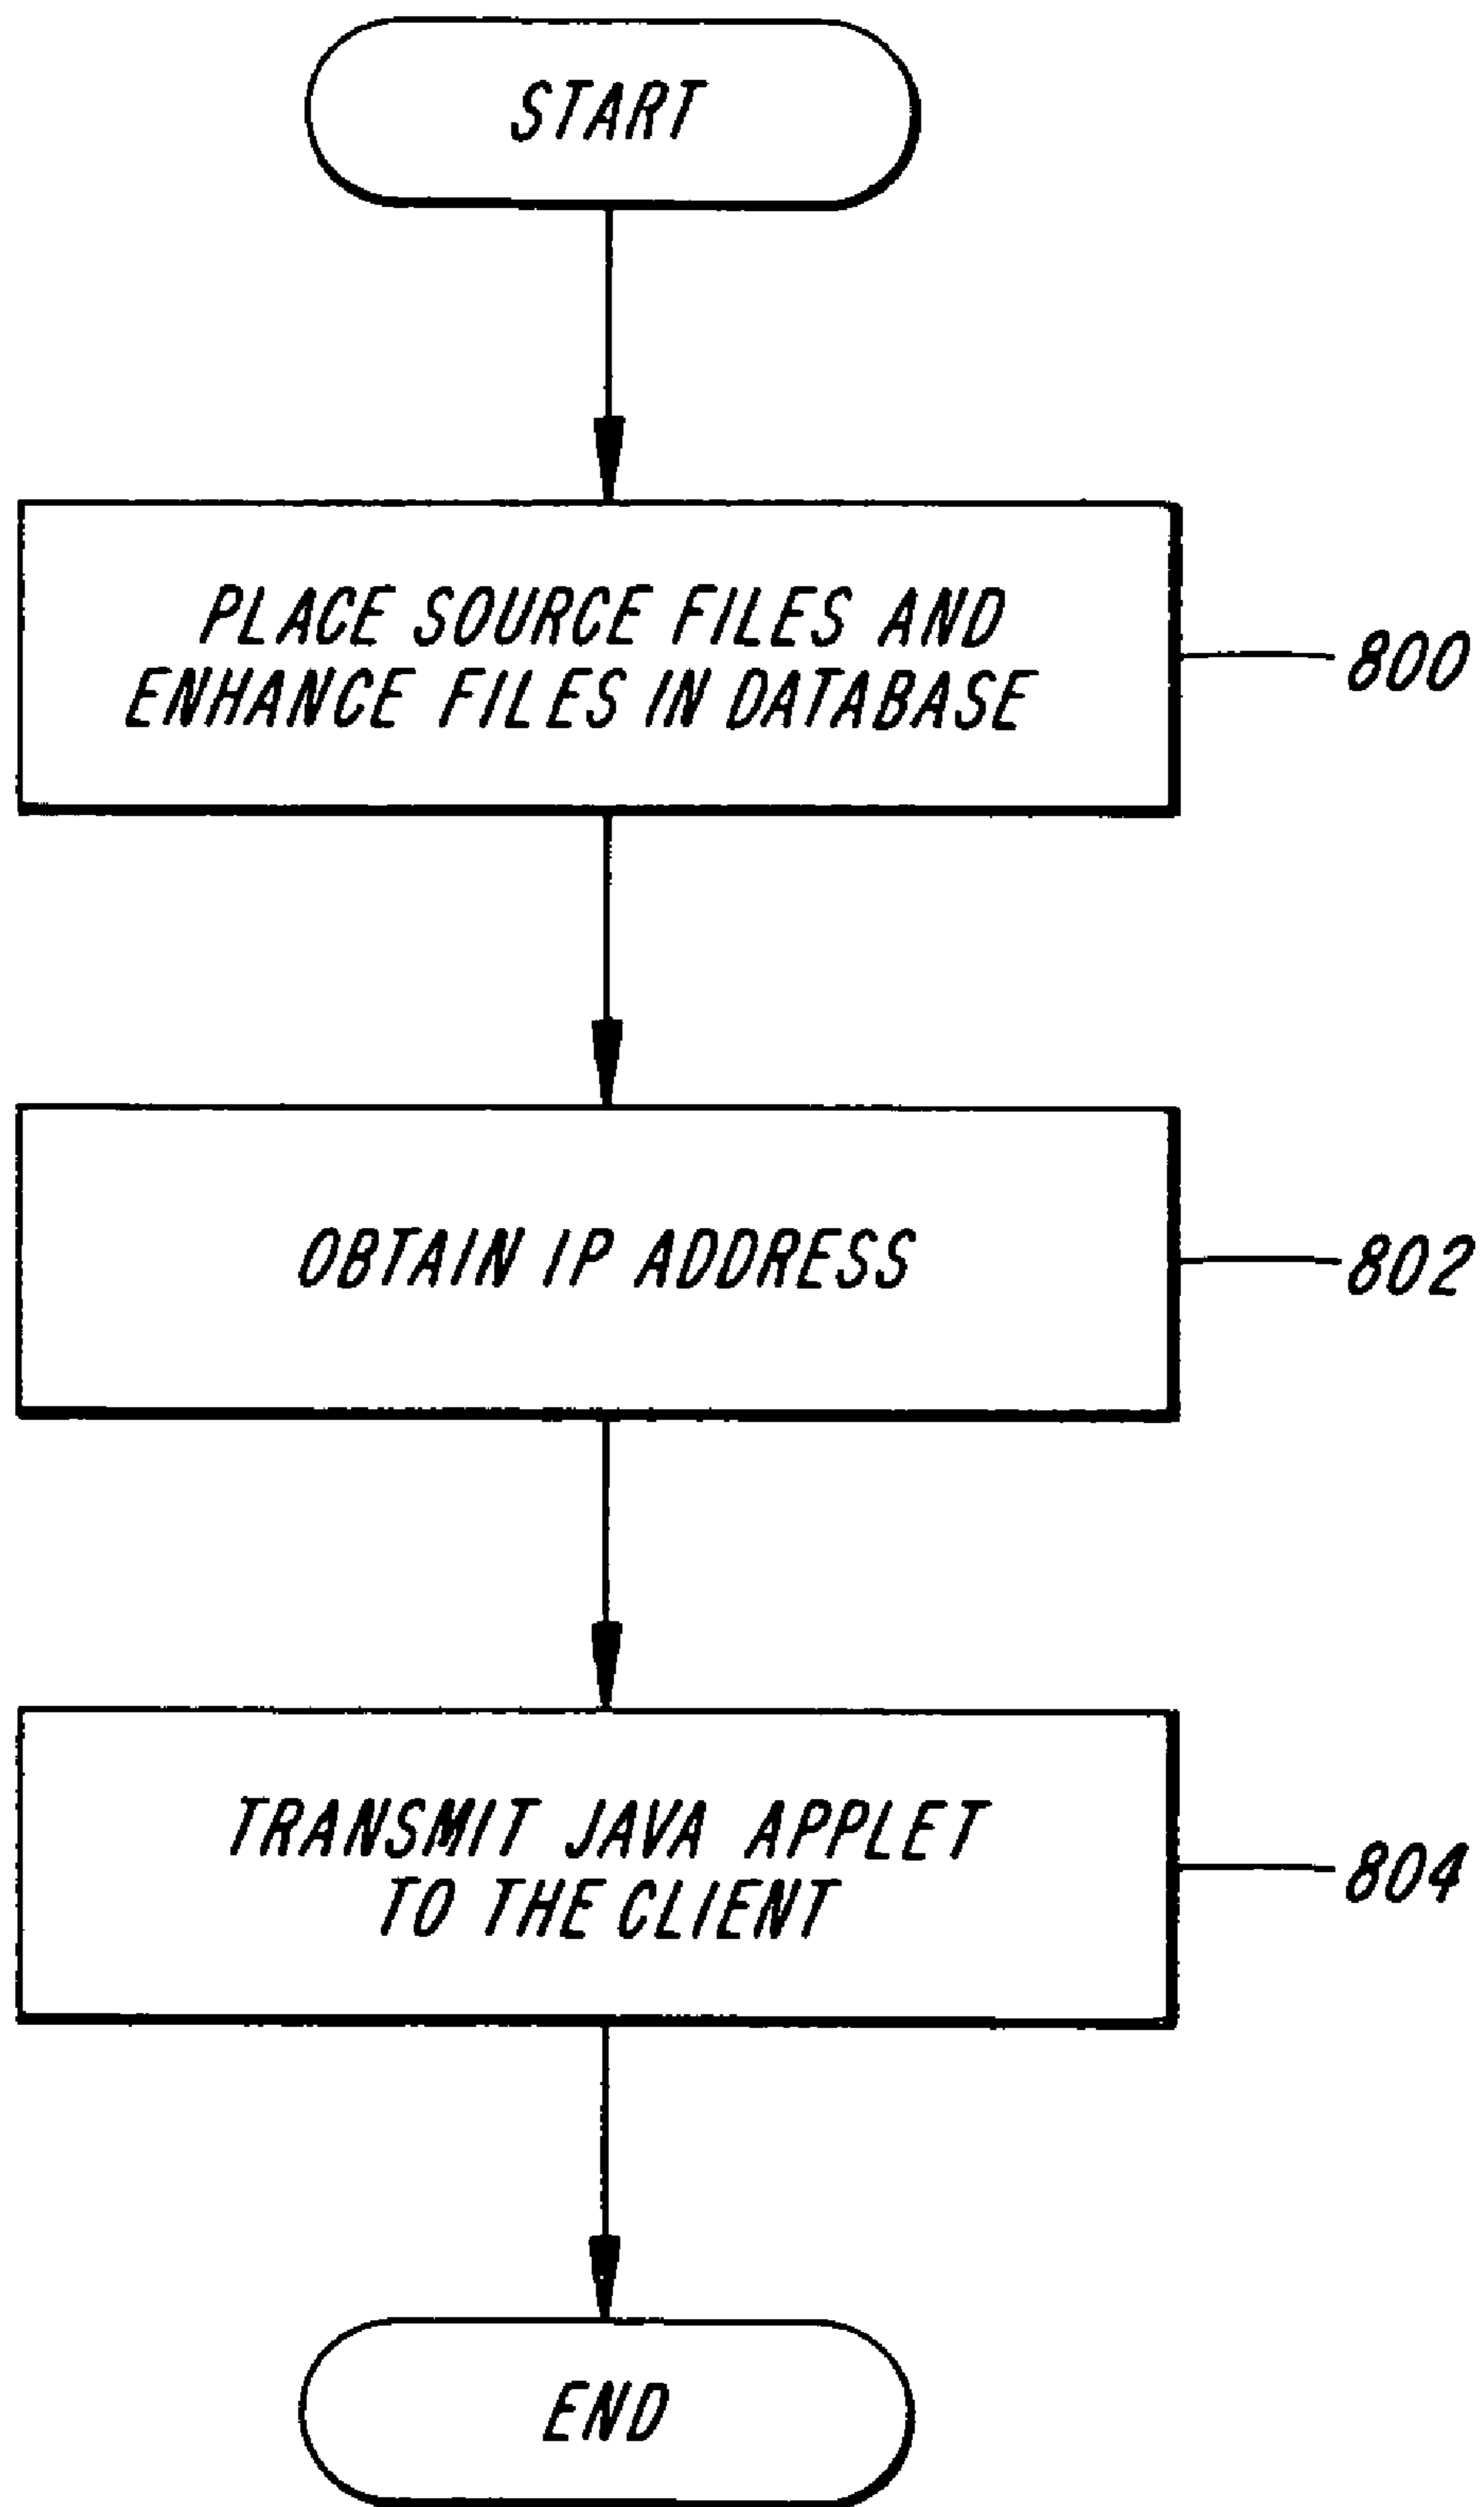 START
PLACE SOURCE FILES AND
ENHANCE FILES IN DATABASE
800
OBTAIN IP ADDRESS
802
TRANSMIT JAVA APPLET
TO THE CLIENT
804
END